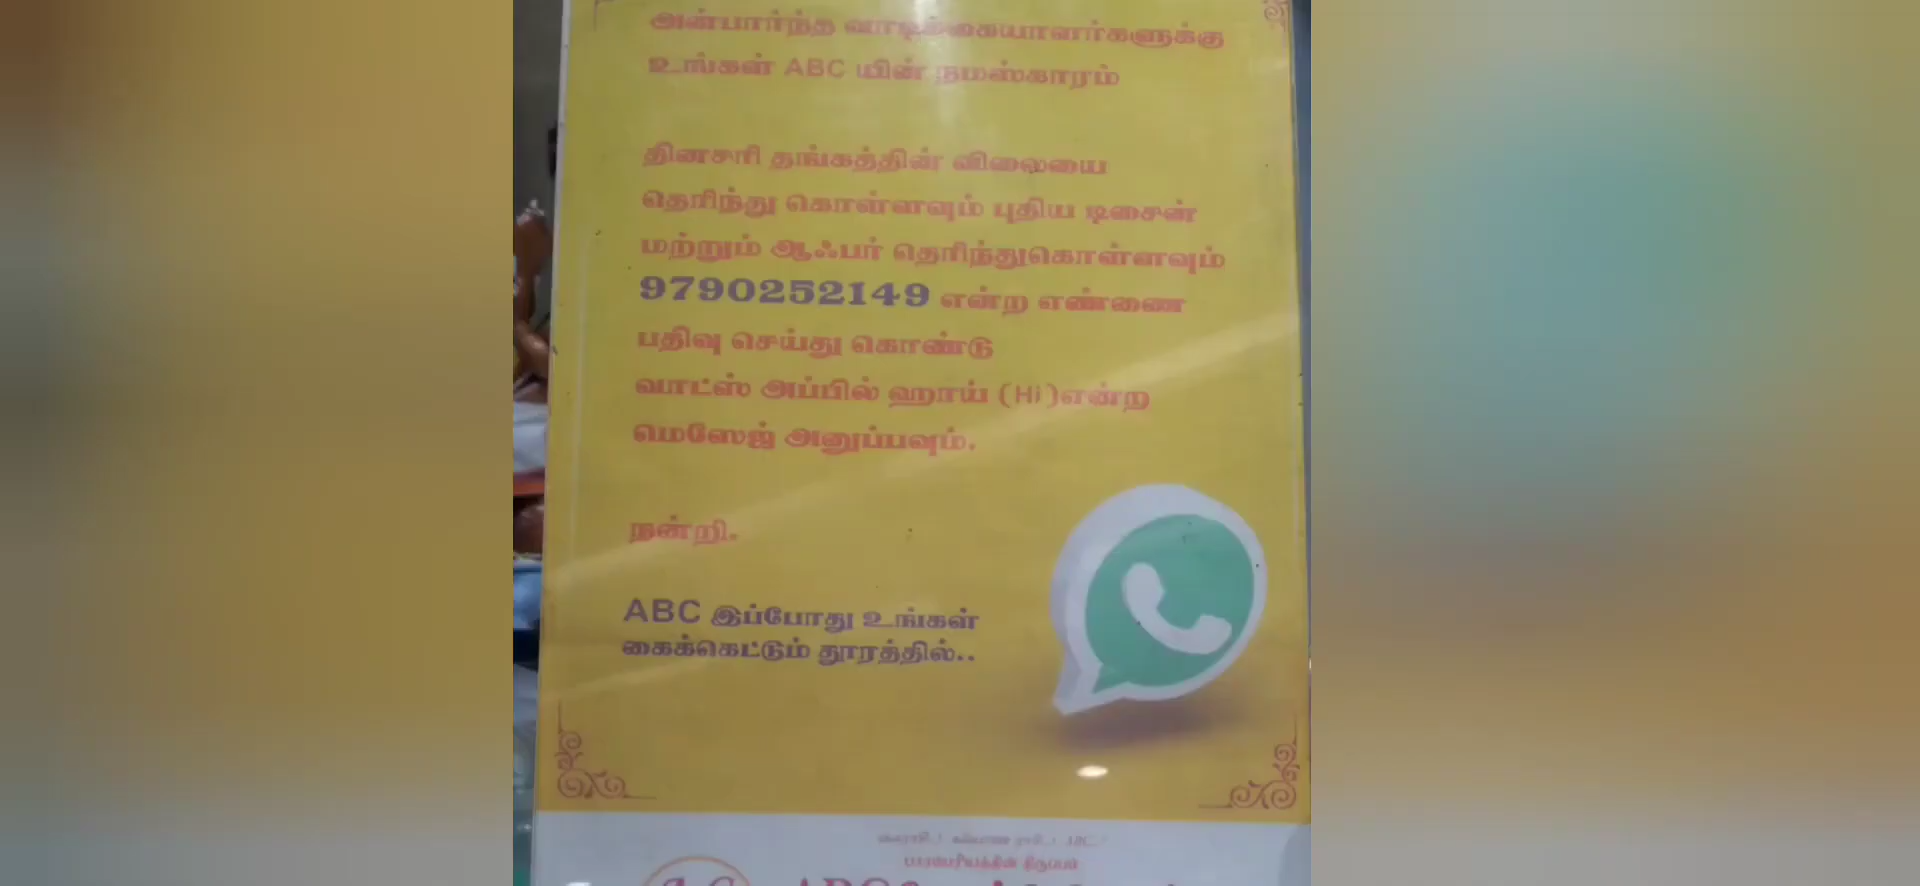 அன்பார்ந்த வாடிக்கையாளர்களுக்கு
உங்கள் ABC யின் நமஸ்காரம்
தினசரி தங்கத்தின் விலையை
தெரிந்து கொள்ளவும் புதிய டிசைன்
மற்றும் ஆஃபர் தெரிந்துகொள்ளவும்
9790252149 என்ற எண்ணை
பதிவு செய்து கொண்டு
வாட்ஸ் அப்பில் ஹாய் (Hi)என்ற
மெஸேஜ் அனுப்பவும்.
நன்றி.
ABC இப்போது உங்கள்
கைக்கெட்டும் தூரத்தில்..
பாரம்பரியத்தின் திருப்பம்